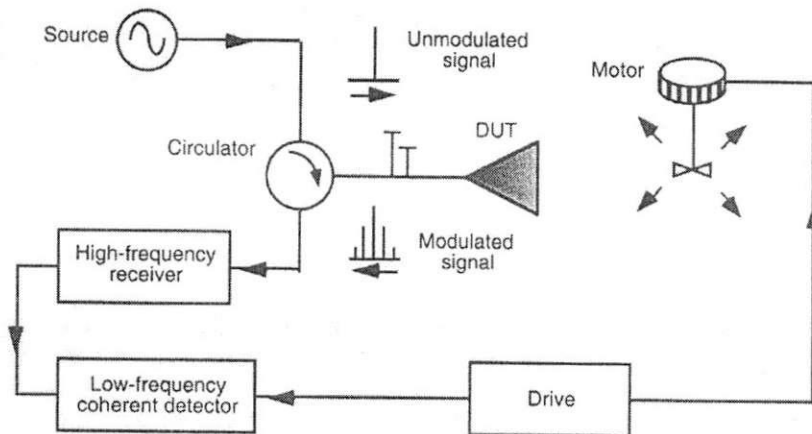 Source
Unmodulated
signal
Motor
Circulator
DUT
High-frequency
receiver
Modulated
signal
Low-frequency
coherent detector
Drive